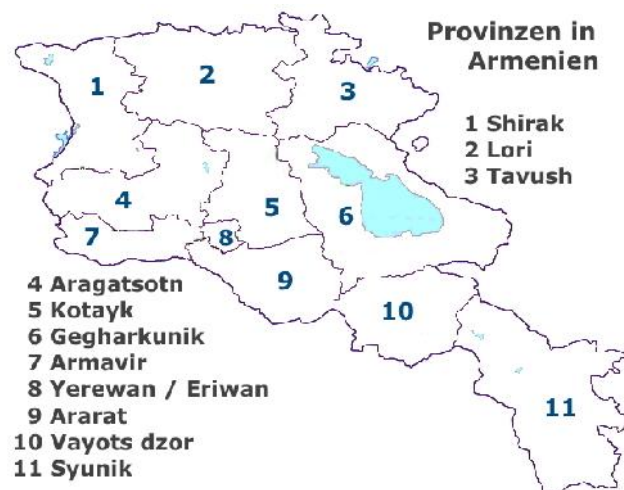 Provinzen in
Armenien
1
2
3
1 Shirak
2 Lori
3 Tavush
4
5
6
7
8
9
10
11
4 Aragatsotn
5 Kotayk
6 Gegharkunik
7 Armavir
8 Yerewan / Eriwan
9 Ararat
10 Vayots dzor
11 Syunik